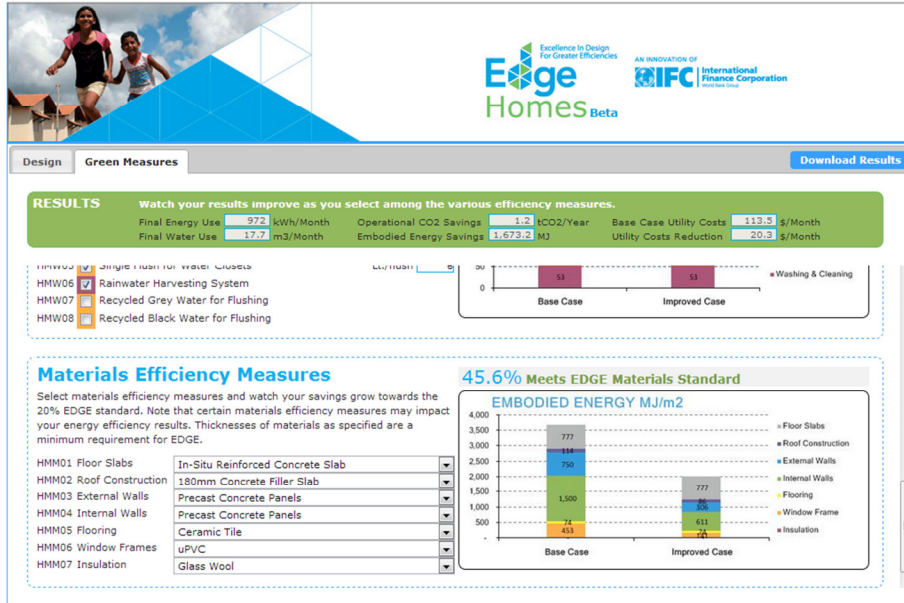 Excellence In Design
For Greater Efficiencies
Edge
Homes Beta
AN INNOVATION OF
IFC
International
Finance Corporation
World Bank Group
Design
Green Measures
Download Results
RESULTS
Watch your results improve as you select among the various efficiency measures.
Final Energy Use 972 kWh/Month Operational CO2 Savings 1.2 tCO2/Year Base Case Utility Costs 113.5 $/Month
Final Water Use 17.7 m3/Month Embodied Energy Savings 1,673.2 MJ Utility Costs Reduction 20.3 $/Month
HMW05 Single Flush for Water Closets Lt./flush 6
HMW06 Rainwater Harvesting System
HMW07 Recycled Grey Water for Flushing
HMW08 Recycled Black Water for Flushing
50
0
53
53
Base Case
Improved Case
Washing & Cleaning
Materials Efficiency Measures
Select materials efficiency measures and watch your savings grow towards the
20% EDGE standard. Note that certain materials efficiency measures may impact
your energy efficiency results. Thicknesses of materials as specified are a
minimum requirement for EDGE.
HMM01 Floor Slabs In-Situ Reinforced Concrete Slab
HMM02 Roof Construction 180mm Concrete Filler Slab
HMM03 External Walls Precast Concrete Panels
HMM04 Internal Walls Precast Concrete Panels
HMM05 Flooring Ceramic Tile
HMM06 Window Frames uPVC
HMM07 Insulation Glass Wool
45.6% Meets EDGE Materials Standard
EMBODIED ENERGY MJ/m2
4,000
3,500
3,000
2,500
2,000
1,500
1,000
500
-
777
114
750
1,500
74
453
777
86
306
611
24
Base Case
Improved Case
Floor Slabs
Roof Construction
External Walls
Internal Walls
Flooring
Window Frame
Insulation